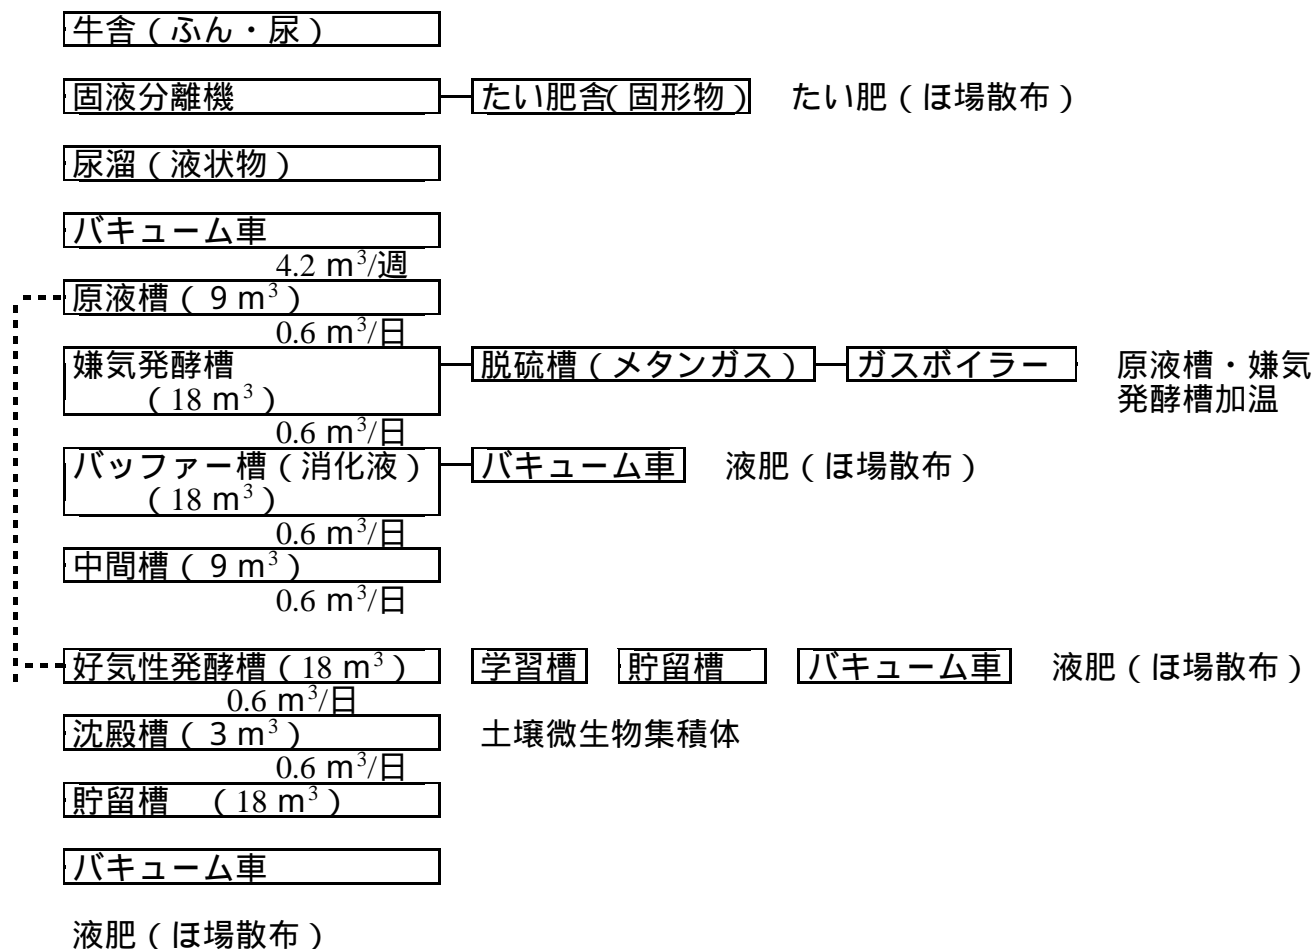 牛舎(ふん・尿)
固液分離機 たい肥舎(固形物) たい肥(ほ場散布)
尿溜(液状物)
バキューム車
4.2 m³/週
原液槽( 9 m³)
0.6 m³/日
嫌気発酵槽 脱硫槽(メタンガス) ガスボイラー 原液槽・嫌気
(18 m³) 発酵槽加温
0.6 m³/日
バッファー槽(消化液) バキューム車 液肥(ほ場散布)
(18 m³)
0.6 m³/日
中間槽( 9 m³)
0.6 m³/日
好気性発酵槽(18 m³) 学習槽 貯留槽 バキューム車 液肥(ほ場散布)
0.6 m³/日
沈殿槽( 3 m³) 土壌微生物集積体
0.6 m³/日
貯留槽 (18 m³)
バキューム車
液肥(ほ場散布)